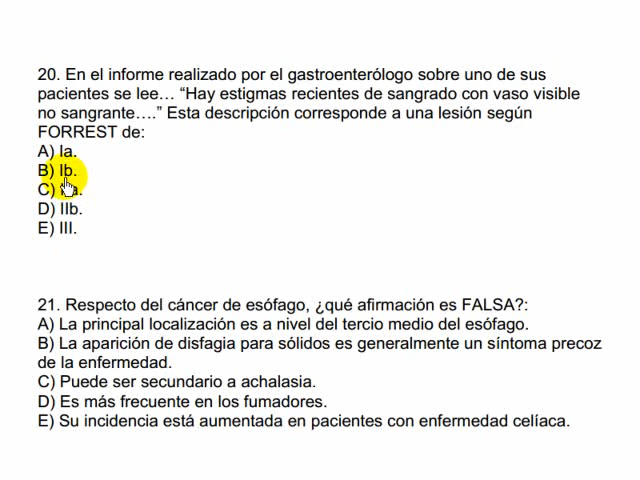 20. En el informe realizado por el gastroenterólogo sobre uno de sus
pacientes se lee… “Hay estigmas recientes de sangrado con vaso visible
no sangrante….” Esta descripción corresponde a una lesión según
FORREST de:
A) Ia.
B) Ib.
C)
D) IIb.
E) III.
21. Respecto del cáncer de esófago, ¿qué afirmación es FALSA?:
A) La principal localización es a nivel del tercio medio del esófago.
B) La aparición de disfagia para sólidos es generalmente un síntoma precoz
de la enfermedad.
C) Puede ser secundario a achalasia.
D) Es más frecuente en los fumadores.
E) Su incidencia está aumentada en pacientes con enfermedad celíaca.